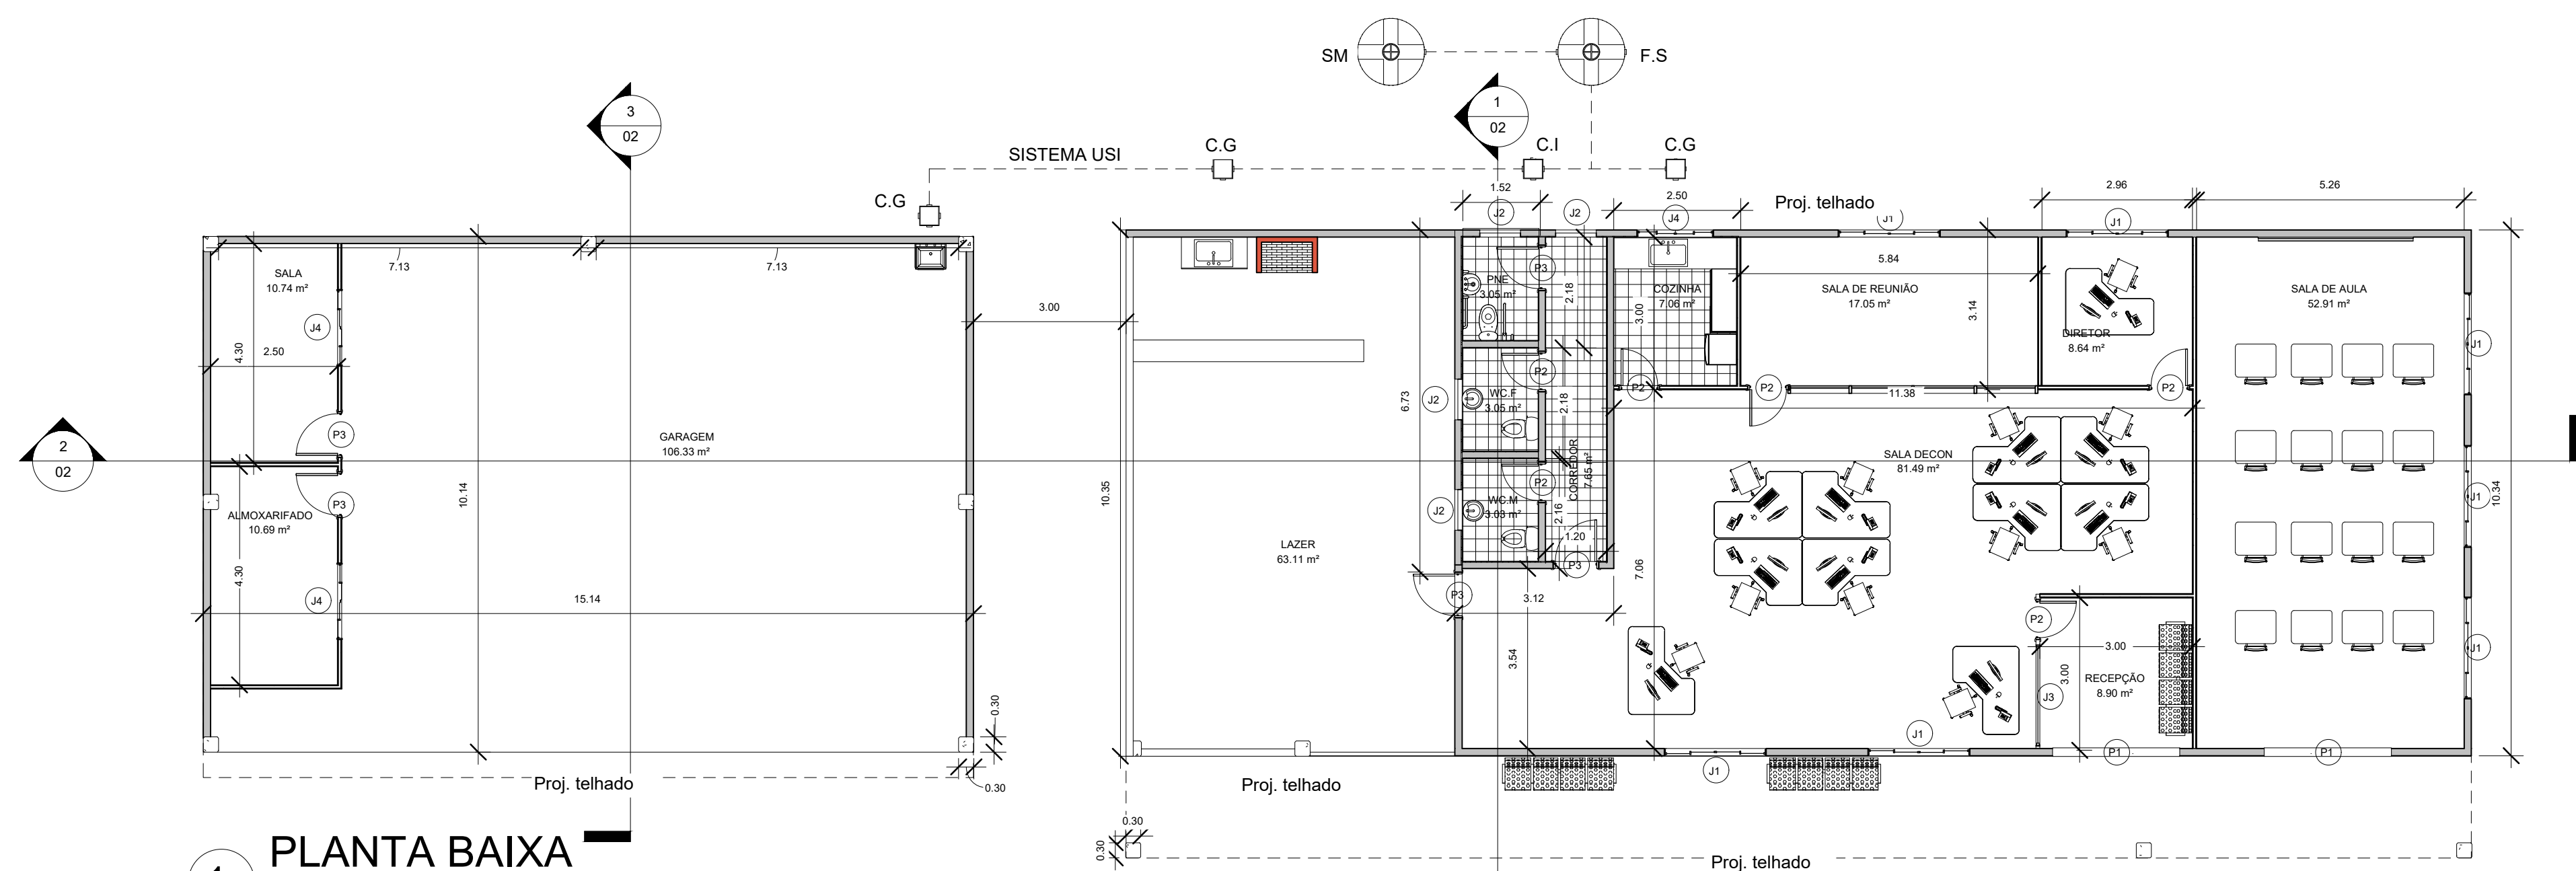 SM
F.S
3
02
1
02
SISTEMA USI
C.G
C.I
C.G
C.G
1.52
2.50
Proj. telhado
2.96
5.26
J2
J2
J4
J1
J1
7.13
7.13
SALA
10.74 m²
J4
4.30
2.50
3.00
PNE
3.05 m²
P3
2.18
COZINHA
7.06 m²
3.00
5.84
SALA DE REUNIÃO
17.05 m²
3.14
DIRETOR
8.64 m²
SALA DE AULA
52.91 m²
J1
P2
P2
P2
P2
11.38
J2
6.73
WC.F
3.05 m²
2.18
2
02
P3
GARAGEM
106.33 m²
SALA DECON
81.49 m²
CORREDOR
7.65 m²
P2
J2
WC.M
3.03 m²
2.16
1.20
P3
J1
10.34
10.35
10.14
P3
ALMOXARIFADO
10.69 m²
4.30
J4
15.14
LAZER
63.11 m²
7.06
P3
3.12
3.54
P2
3.00
J1
3.00
RECEPÇÃO
8.90 m²
J3
0.30
J1
J1
P1
P1
Proj. telhado
0.30
Proj. telhado
0.30
0.30
Proj. telhado
PLANTA BAIXA